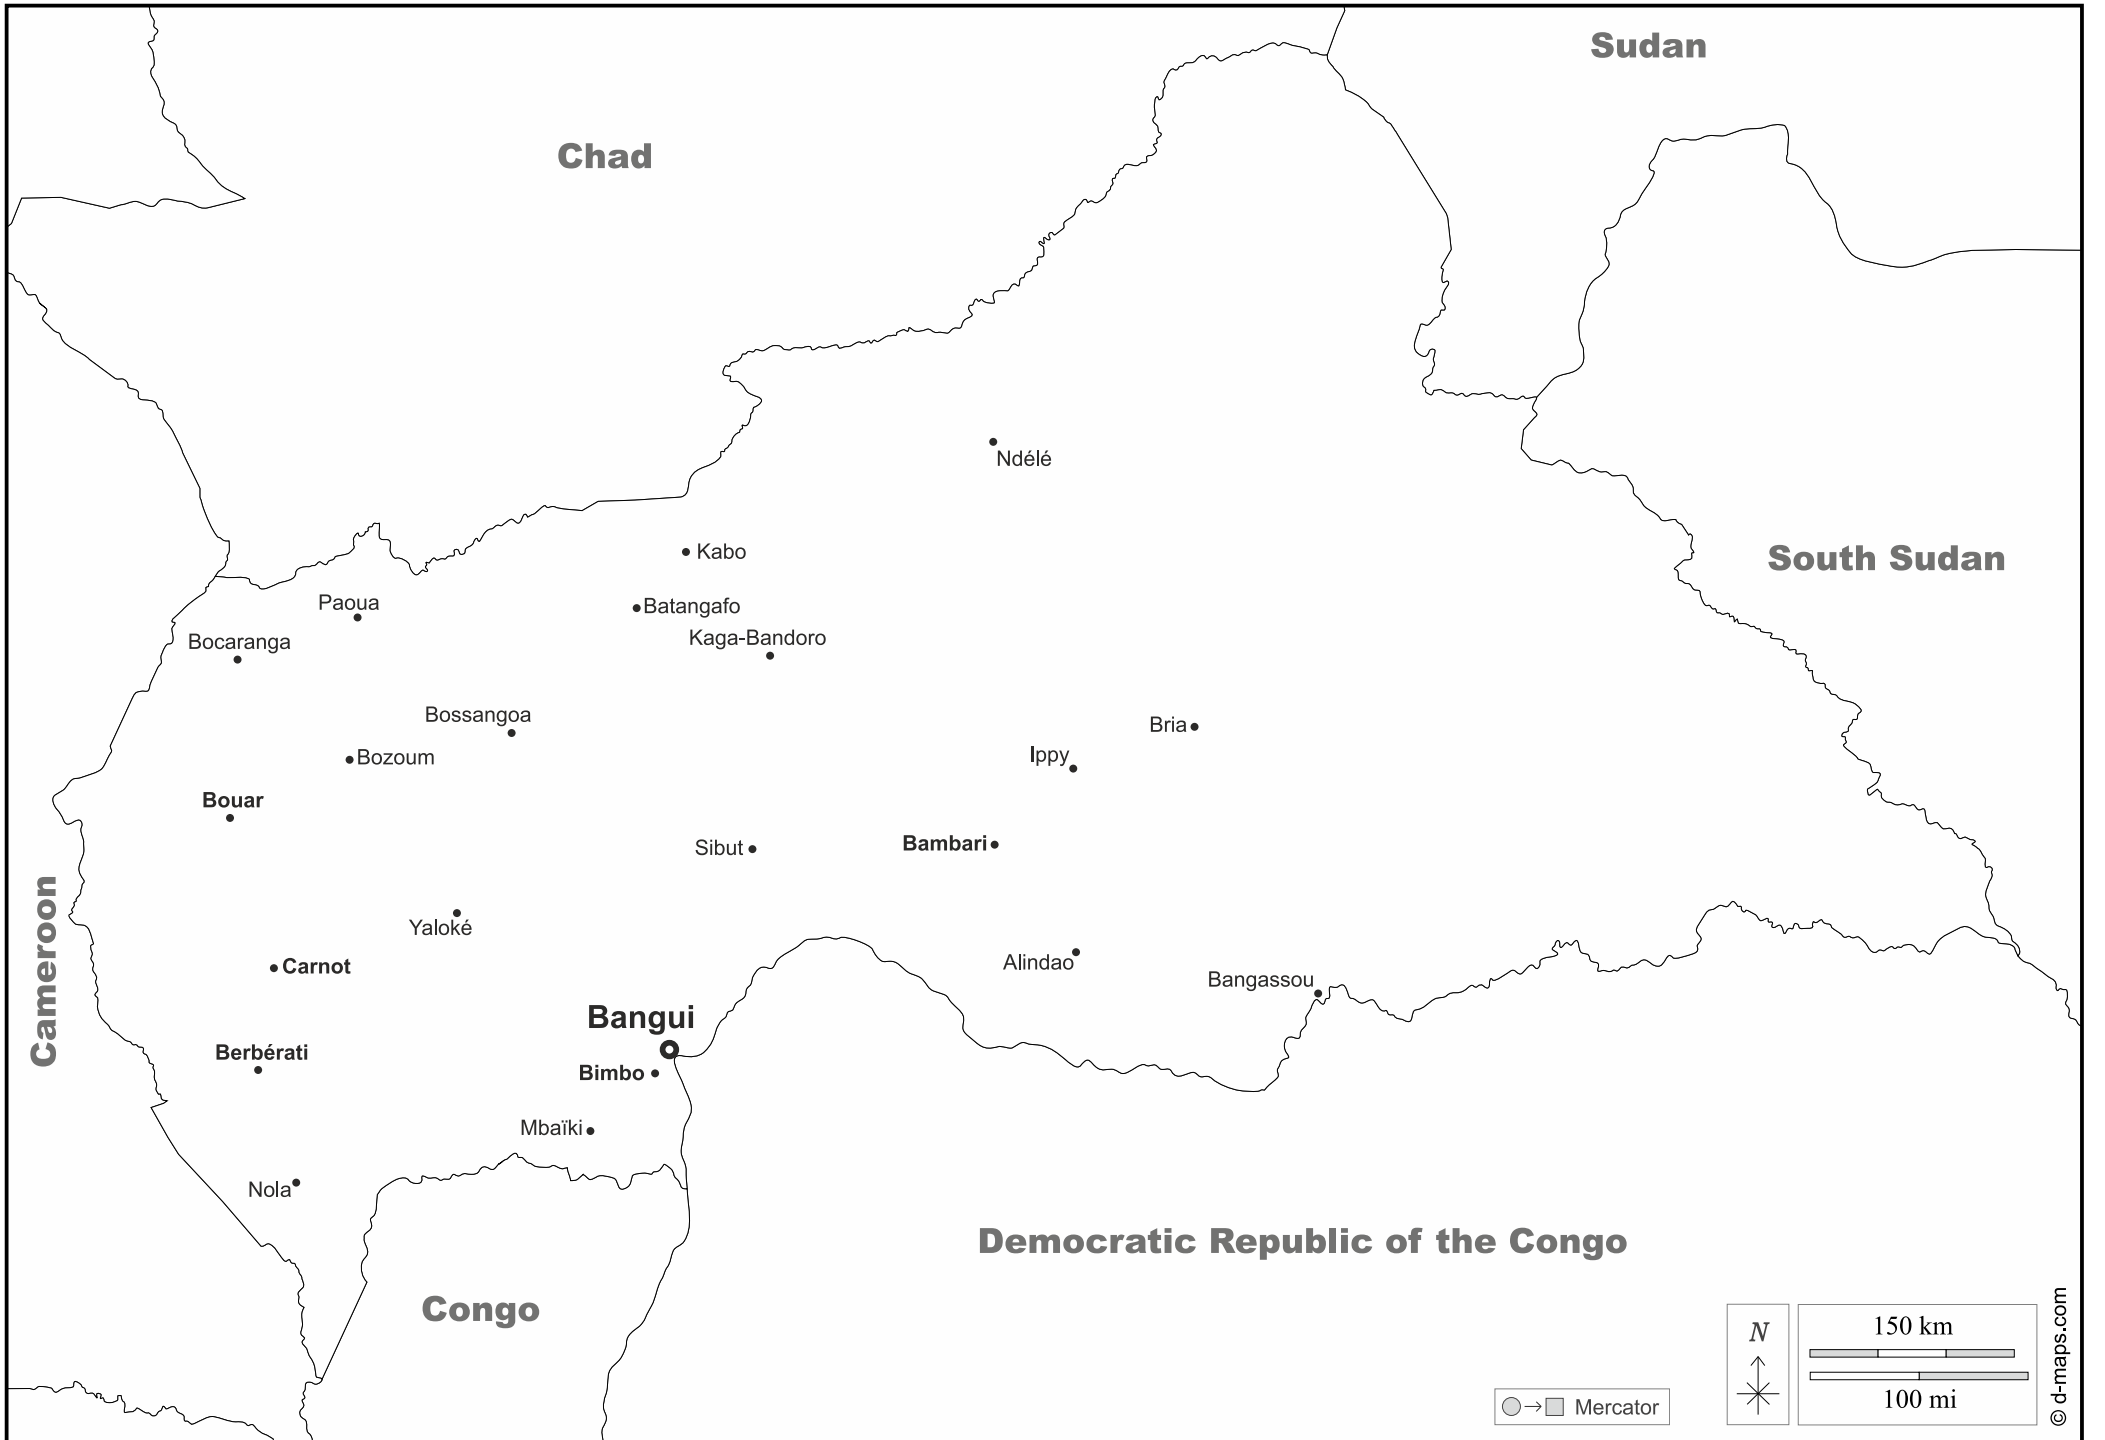 Sudan
Chad
Ndélé
Kabo
South Sudan
Paoua
Batangafo
Bocaranga
Kaga-Bandoro
Bossangoa
Bria
Ippy
Bozoum
Bouar
Sibut
Bambari
Yaloké
Cameroon
Carnot
Alindao
Bangassou
Bangui
Berbérati
Bimbo
Mbaïki
Nola
Democratic Republic of the Congo
Congo
N
150 km
100 mi
Mercator
© d-maps.com